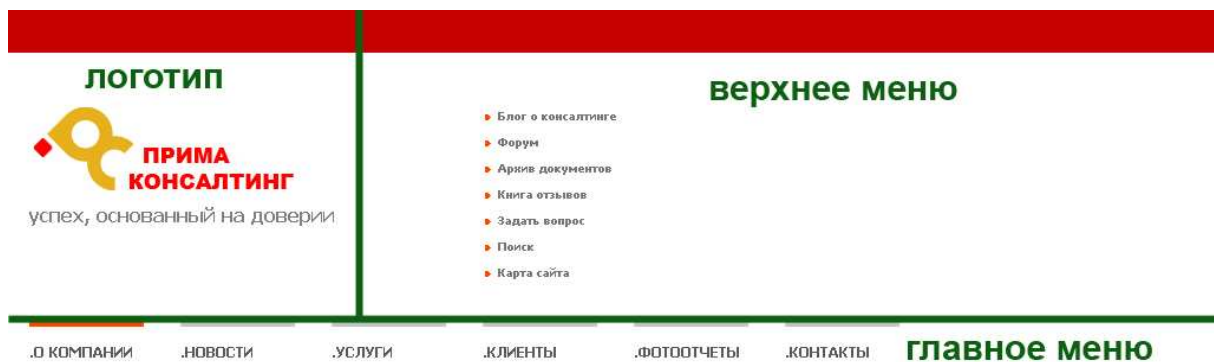 логотип
ПРИМА
КОНСАЛТИНГ
успех, основанный на доверии
верхнее меню
Блог о консалтинге
Форум
Архив документов
Книга отзывов
Задать вопрос
Поиск
Карта сайта
.О КОМПАНИИ .НОВОСТИ .УСЛУГИ .КЛИЕНТЫ .ФОТООТЧЕТЫ .КОНТАКТЫ главное меню